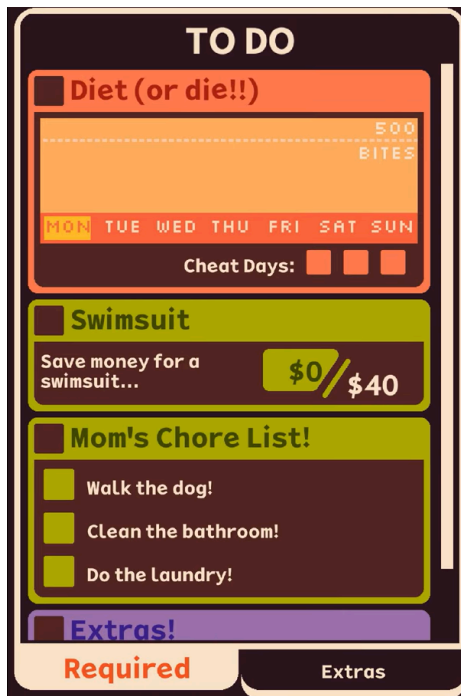 TO DO
Diet (or die!!)
500
BITES
MON TUE WED THU FRI SAT SUN
Cheat Days:
Swimsuit
Save money for a
swimsuit...
$0/$40
Mom's Chore List!
Walk the dog!
Clean the bathroom!
Do the laundry!
Extras!
Required
Extras